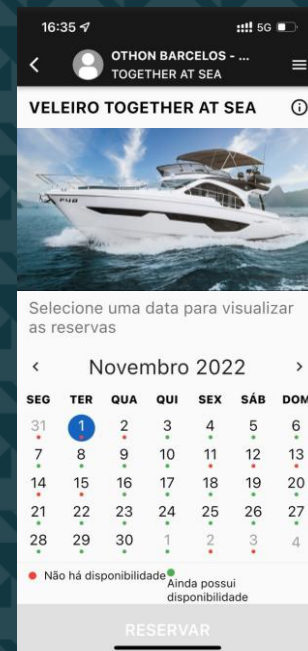 16:35
5G
OTHON BARCELOS - ...
TOGETHER AT SEA
VELEIRO TOGETHER AT SEA
Selecione uma data para visualizar
as reservas
Novembro 2022
SEG TER QUA QUI SEX SÁB DOM
31 1 2 3 4 5 6
7 8 9 10 11 12 13
14 15 16 17 18 19 20
21 22 23 24 25 26 27
28 29 30 1 2 3 4
Não há disponibilidade
Ainda possui
disponibilidade
RESERVAR